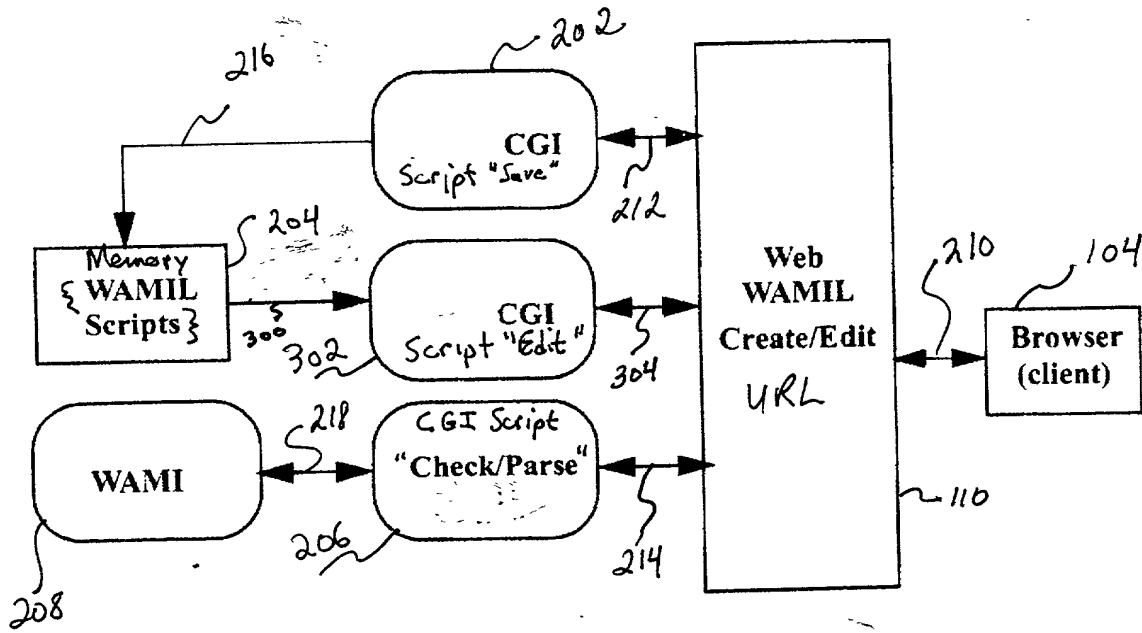 202
216
CGI
Script "Save"
212
204
Memory
{ WAMIL
Scripts }
300
CGI
Script "Edit"
302
304
Web
WAMIL
Create/Edit
URL
210
104
Browser
(client)
110
218
WAMI
208
CGI Script
"Check/Parse"
206
214